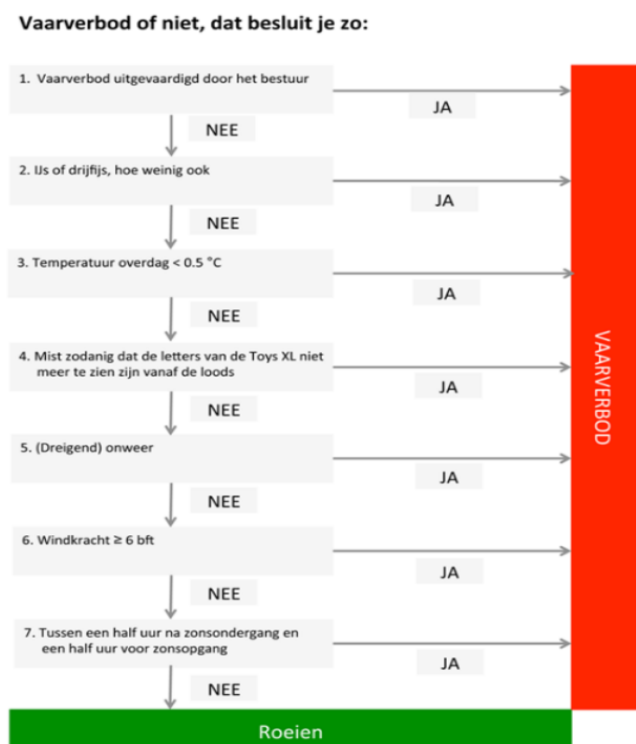 Vaarverbod of niet, dat besluit je zo:
1. Vaarverbod uitgevaardigd door het bestuur
JA
NEE
2. IJs of drijfijs, hoe weinig ook
JA
NEE
3. Temperatuur overdag < 0.5 °C
JA
NEE
4. Mist zodanig dat de letters van de Toys XL niet
meer te zien zijn vanaf de loods
JA
NEE
5. (Dreigend) onweer
JA
NEE
6. Windkracht ≥ 6 bft
JA
NEE
7. Tussen een half uur na zonsondergang en
een half uur voor zonsopgang
JA
NEE
VAARVERBOD
Roeien